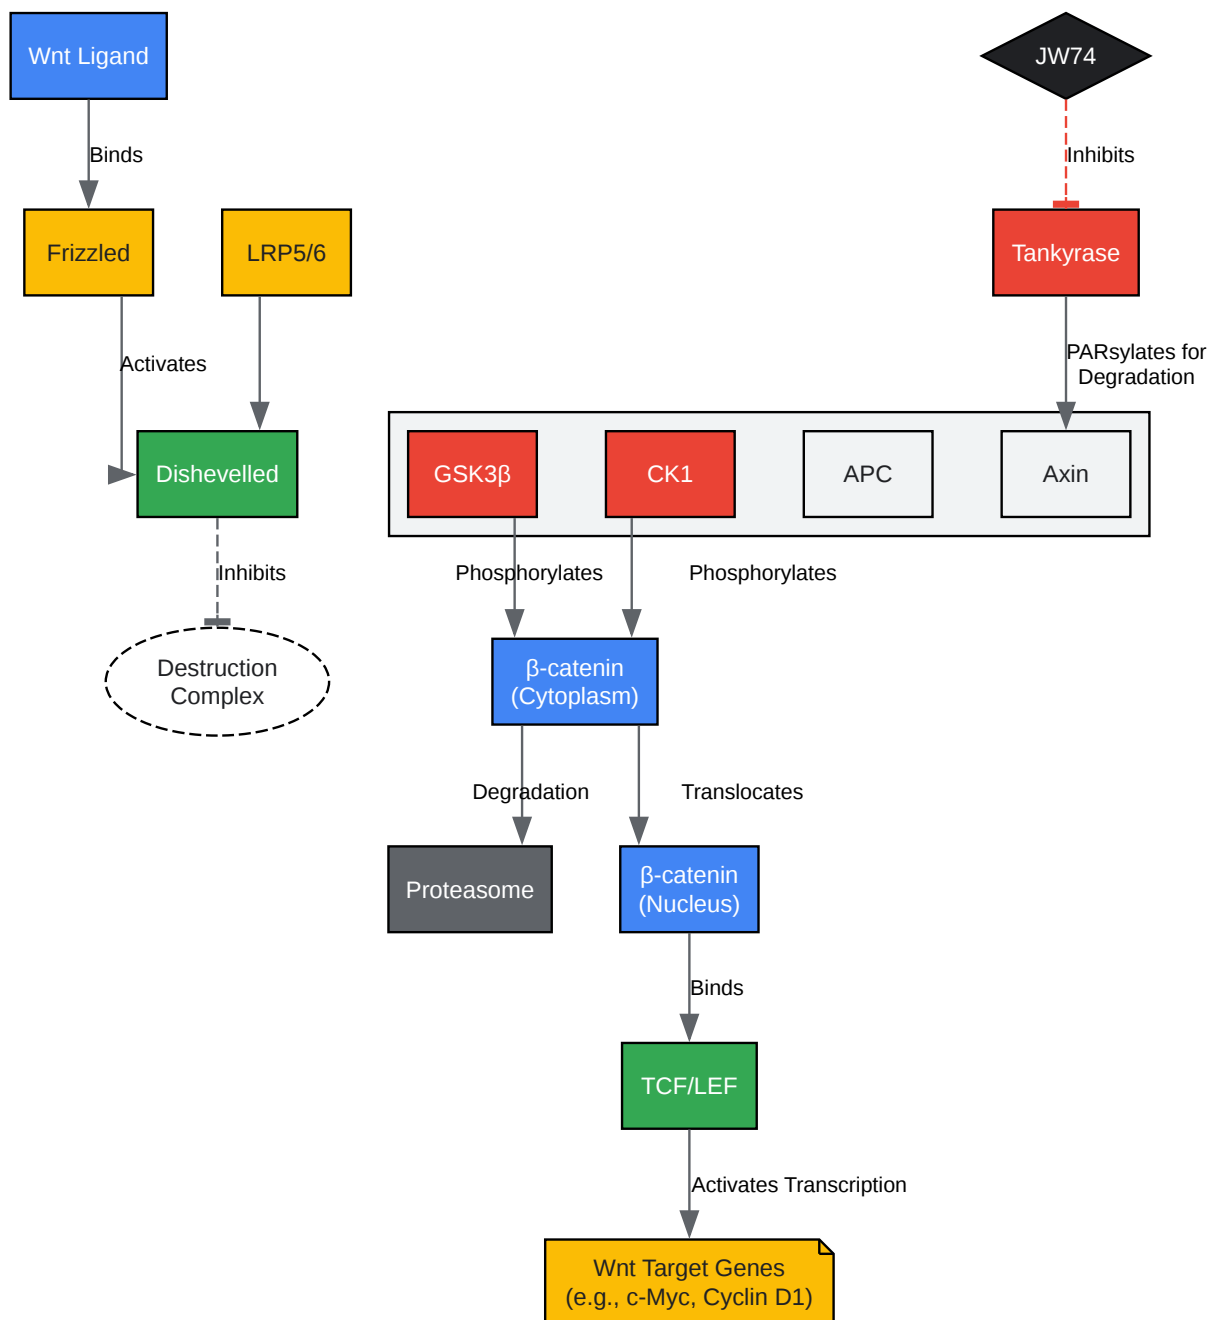 Wnt Ligand
JW74
Binds
Inhibits
Frizzled
LRP5/6
Tankyrase
Activates
PARsylates for
Degradation
Dishevelled
GSK3β
CK1
APC
Axin
Inhibits
Phosphorylates
Phosphorylates
Destruction
Complex
β-catenin
(Cytoplasm)
Degradation
Translocates
Proteasome
β-catenin
(Nucleus)
Binds
TCF/LEF
Activates Transcription
Wnt Target Genes
(e.g., c-Myc, Cyclin D1)